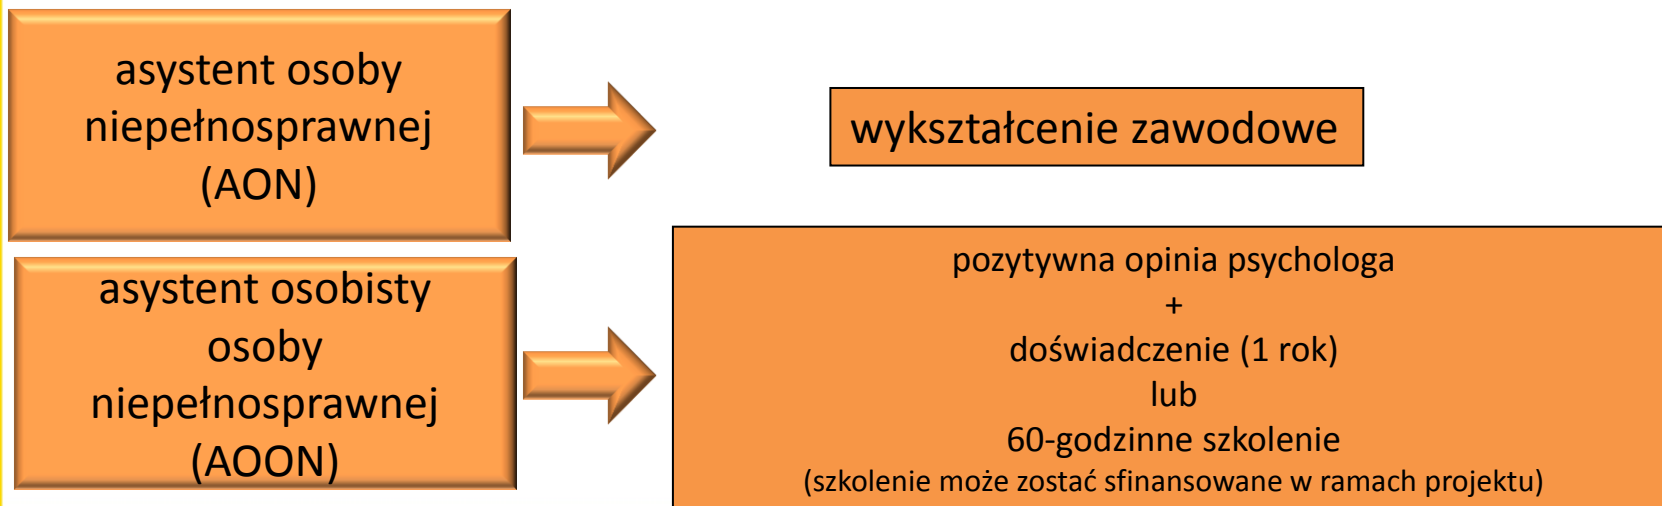 asystent osoby
niepełnosprawnej
(AON)
wykształcenie zawodowe
asystent osobisty
osoby
niepełnosprawnej
(AOON)
pozytywna opinia psychologa
+
doświadczenie (1 rok)
lub
60-godzinne szkolenie
(szkolenie może zostać sfinansowane w ramach projektu)